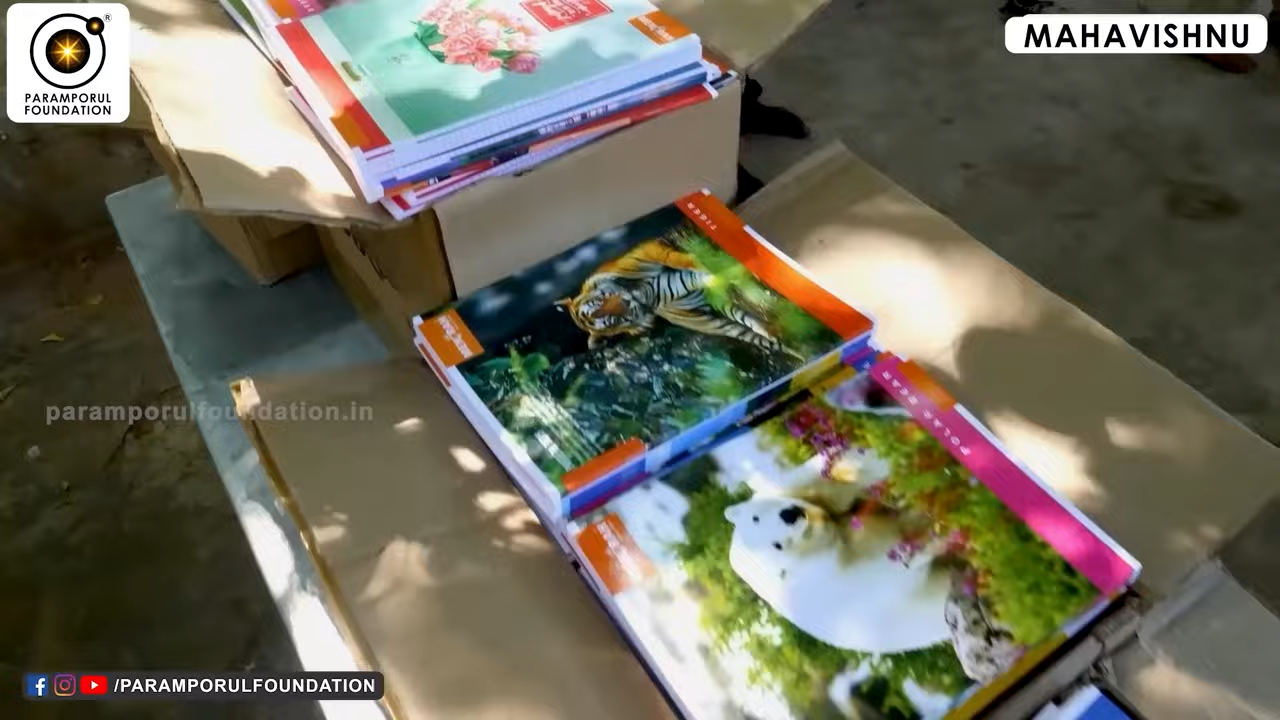 PARAMPORUL
FOUNDATION
®
MAHAVISHNU
TIGER
POLAR BEAR
paramporulfoundation.in
/PARAMPORULFOUNDATION